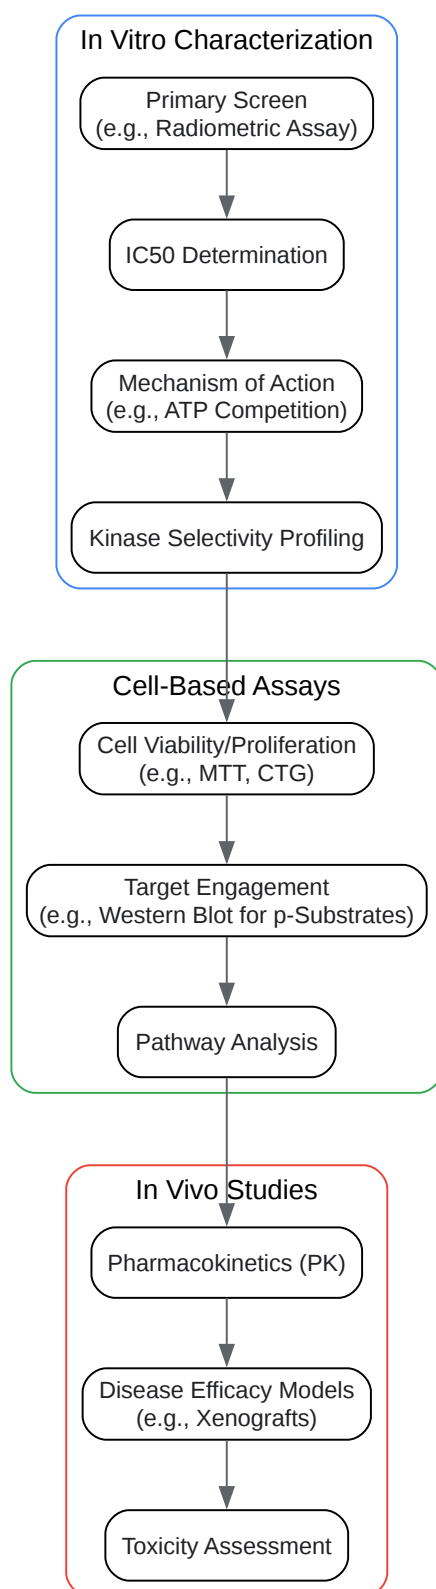 In Vitro Characterization
Primary Screen
(e.g., Radiometric Assay)
IC50 Determination
Mechanism of Action
(e.g., ATP Competition)
Kinase Selectivity Profiling
Cell-Based Assays
Cell Viability/Proliferation
(e.g., MTT, CTG)
Target Engagement
(e.g., Western Blot for p-Substrates)
Pathway Analysis
In Vivo Studies
Pharmacokinetics (PK)
Disease Efficacy Models
(e.g., Xenografts)
Toxicity Assessment